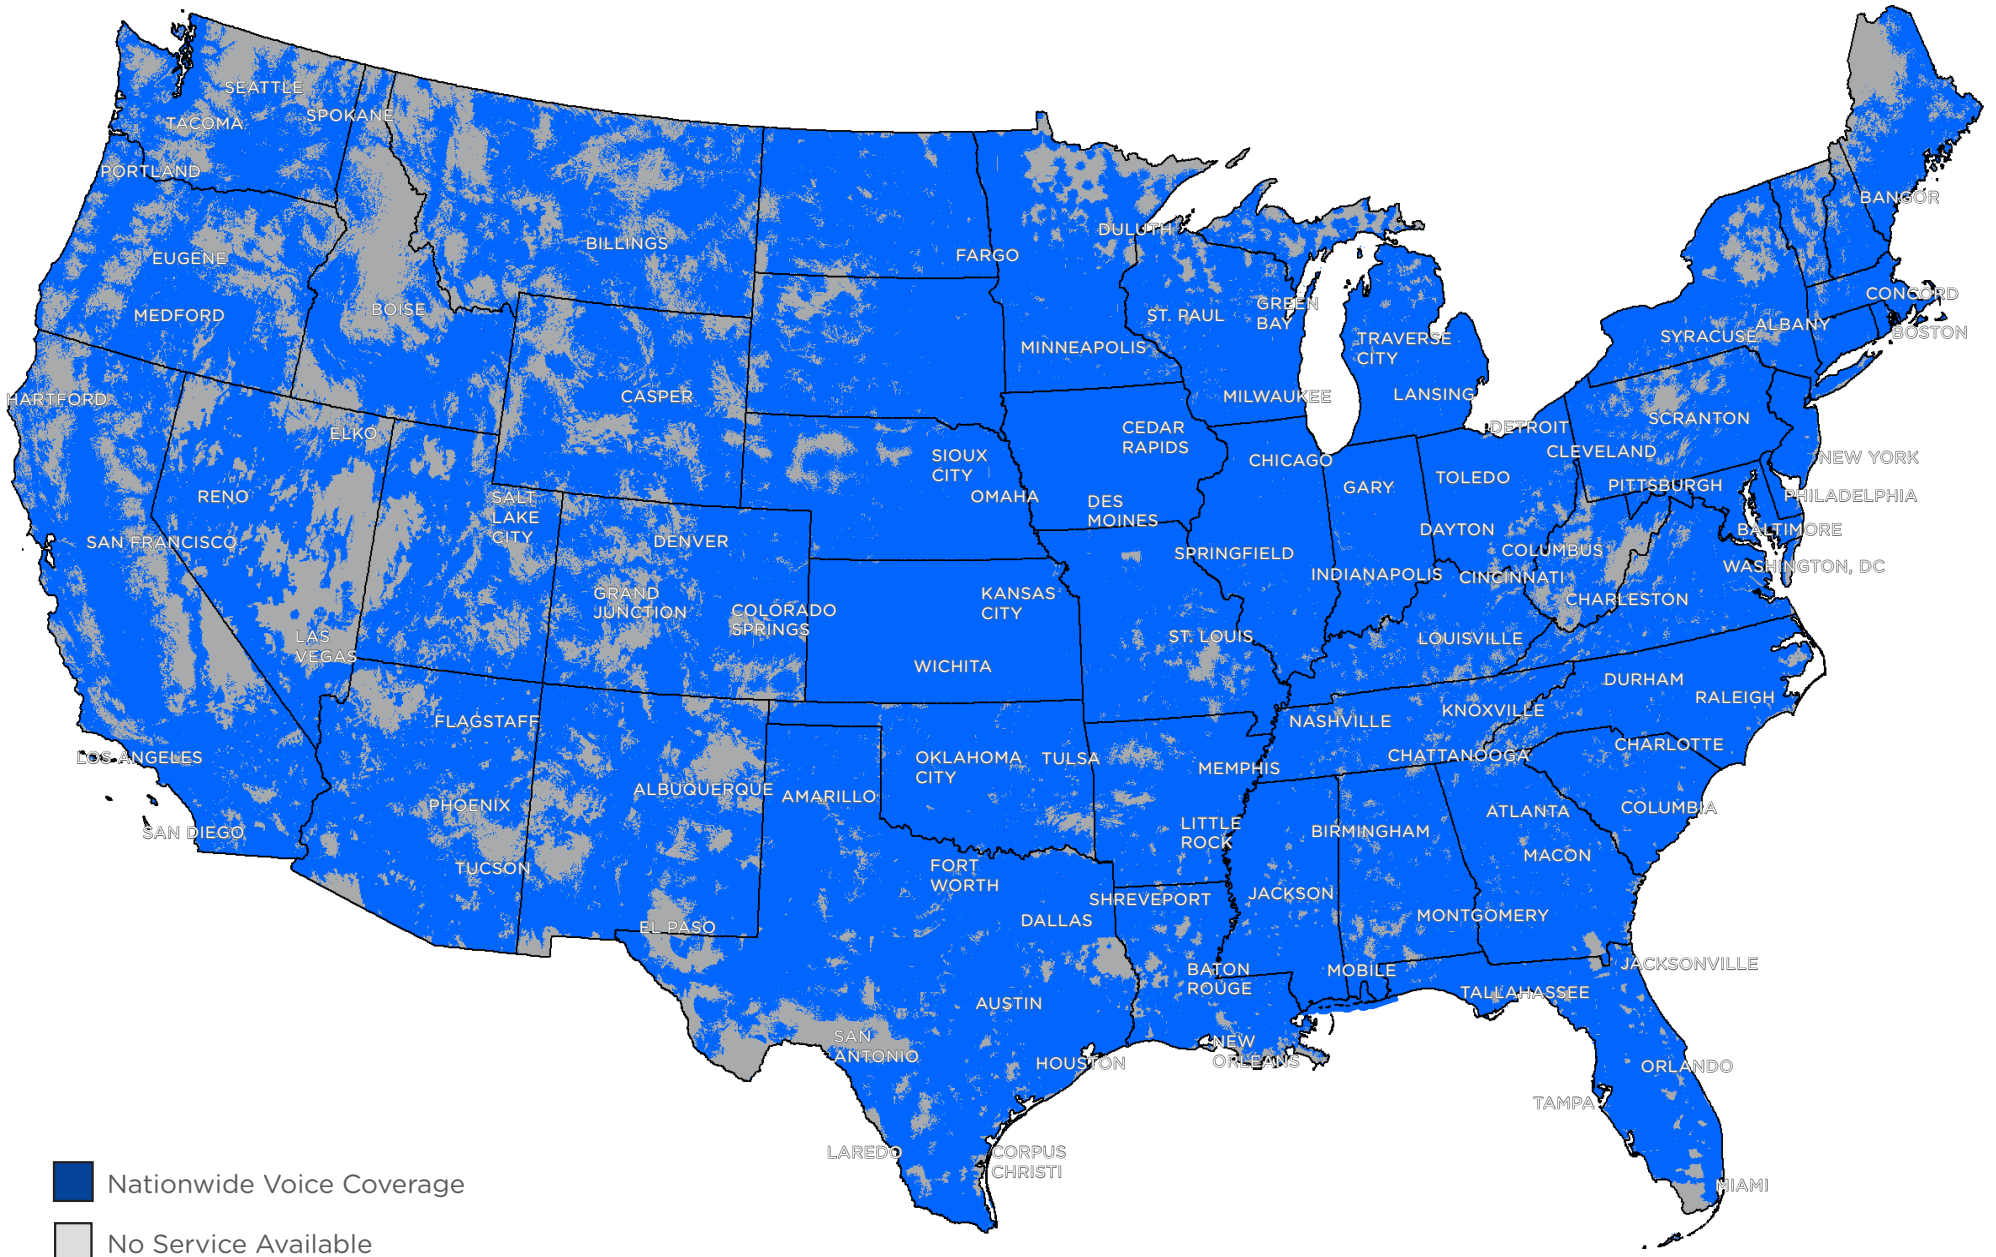 SEATTLE
SPOKANE
TACOMA
PORTLAND
BANGOR
DULUTH
BILLINGS
FARGO
EUGENE
CONCORD
GREEN
BAY
BOISE
MEDFORD
ST. PAUL
ALBANY
BOSTON
SYRACUSE
TRAVERSE
CITY
MINNEAPOLIS
CASPER
MILWAUKEE
LANSING
HARTFORD
SCRANTON
CEDAR
RAPIDS
DETROIT
ELKO
CLEVELAND
SIOUX
CITY
CHICAGO
NEW YORK
TOLEDO
GARY
PITTSBURGH
RENO
OMAHA
PHILADELPHIA
SALT
LAKE
CITY
DES
MOINES
DAYTON
BALTIMORE
SAN FRANCISCO
DENVER
SPRINGFIELD
COLUMBUS
WASHINGTON, DC
INDIANAPOLIS
CINCINNATI
GRAND
JUNCTION
KANSAS
CITY
CHARLESTON
COLORADO
SPRINGS
LAS
VEGAS
ST. LOUIS
LOUISVILLE
WICHITA
DURHAM
RALEIGH
FLAGSTAFF
NASHVILLE
KNOXVILLE
CHARLOTTE
LOS ANGELES
OKLAHOMA
CITY
TULSA
MEMPHIS
CHATTANOOGA
ALBUQUERQUE
AMARILLO
PHOENIX
COLUMBIA
ATLANTA
SAN DIEGO
LITTLE
ROCK
BIRMINGHAM
MACON
TUCSON
FORT
WORTH
SHREVEPORT
JACKSON
DALLAS
MONTGOMERY
EL PASO
JACKSONVILLE
BATON
ROUGE
MOBILE
TALLAHASSEE
AUSTIN
SAN
ANTONIO
NEW
ORLEANS
HOUSTON
ORLANDO
TAMPA
LAREDO
CORPUS
CHRISTI
MIAMI
Nationwide Voice Coverage
No Service Available